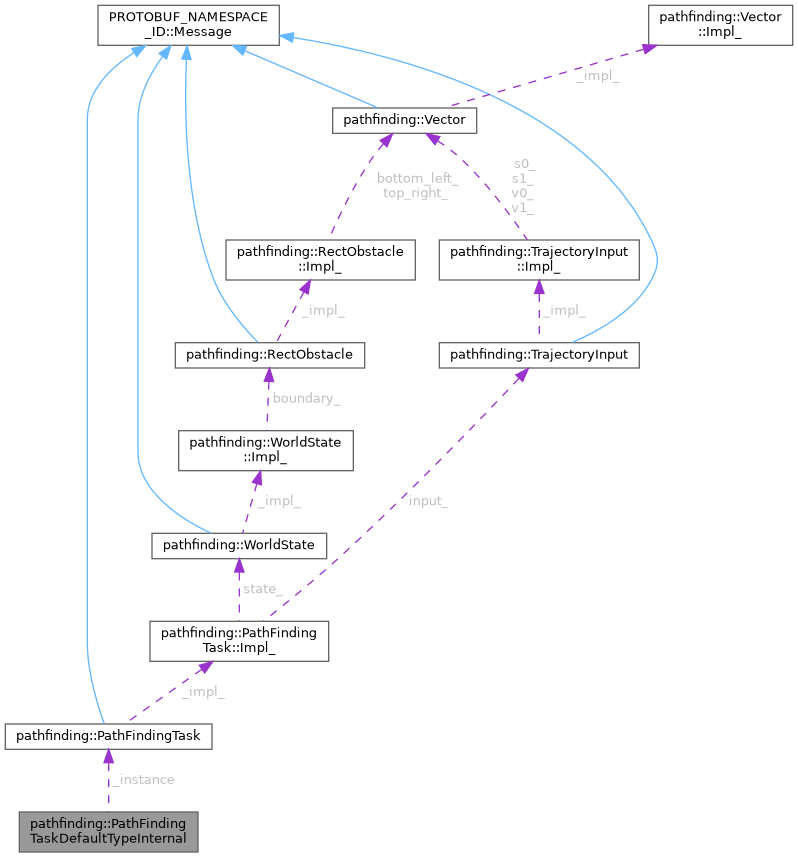 PROTOBUF_NAMESPACE
_ID::Message
pathfinding::Vector
::Impl_
_impl_
pathfinding::Vector
bottom_left_
top_right_
s0_
s1_
v0_
v1_
pathfinding::RectObstacle
::Impl_
pathfinding::TrajectoryInput
::Impl_
_impl_
_impl_
pathfinding::RectObstacle
pathfinding::TrajectoryInput
boundary_
pathfinding::WorldState
::Impl_
_impl_
input_
pathfinding::WorldState
state_
pathfinding::PathFinding
Task::Impl_
_impl_
pathfinding::PathFindingTask
_instance
pathfinding::PathFinding
TaskDefaultTypeInternal